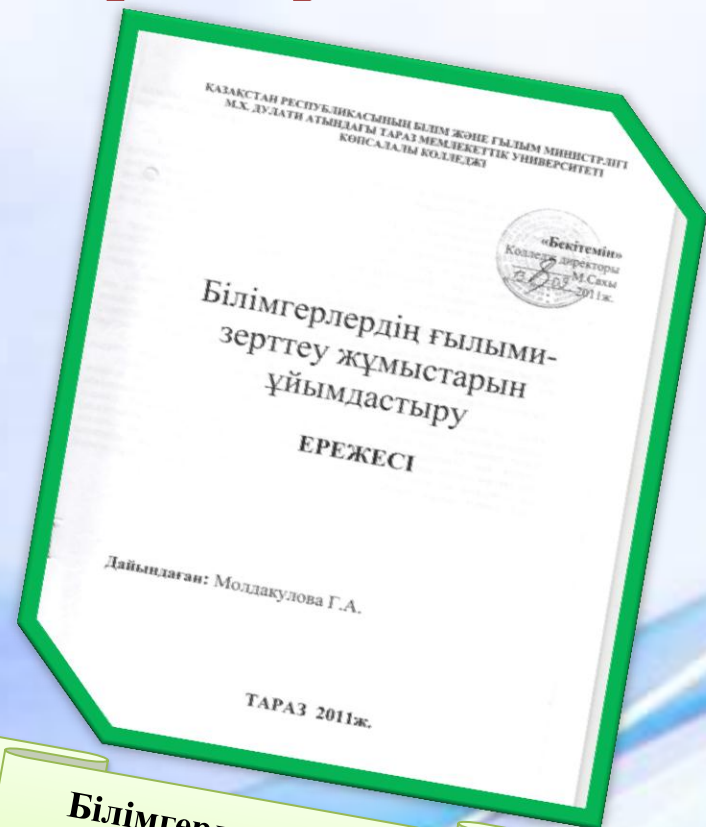 ҚАЗАҚСТАН РЕСПУБЛИКАСЫНЫҢ БІЛІМ ЖӘНЕ ҒЫЛЫМ МИНИСТРЛІГІ
М.Х. ДУЛАТИ АТЫНДАҒЫ ТАРАЗ МЕМЛЕКЕТТІК УНИВЕРСИТЕТІ
КӨПСАЛАЛЫ КОЛЛЕДЖІ
«Бекітемін»
Колледж директоры
М.Сахы
2011ж.
Білімгерлердің ғылыми-
зерттеу жұмыстарын
ұйымдастыру
ЕРЕЖЕСІ
Дайындаған: Молдакулова Г.А.
ТАРАЗ 2011ж.